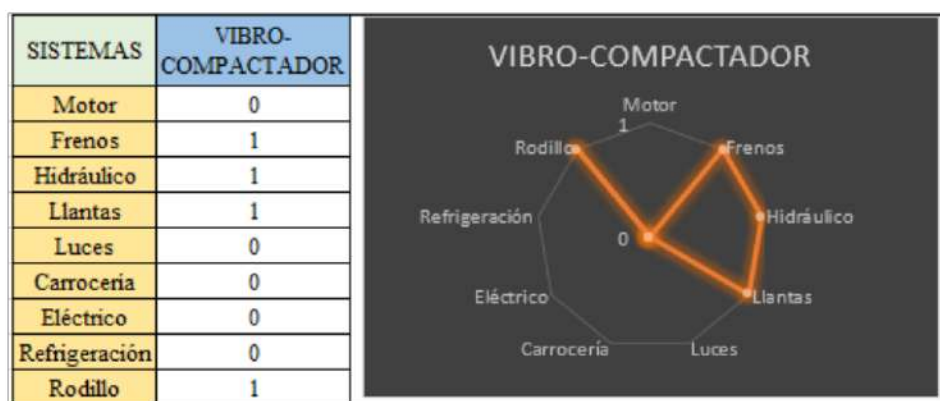 SISTEMAS VIBRO-COMPACTADOR
Motor 0
Frenos 1
Hidráulico 1
Llantas 1
Luces 0
Carrocería 0
Eléctrico 0
Refrigeración 0
Rodillo 1
VIBRO-COMPACTADOR
Motor
1
Rodillo
Frenos
Refrigeración
Hidráulico
0
Eléctrico
Llantas
Carrocería
Luces